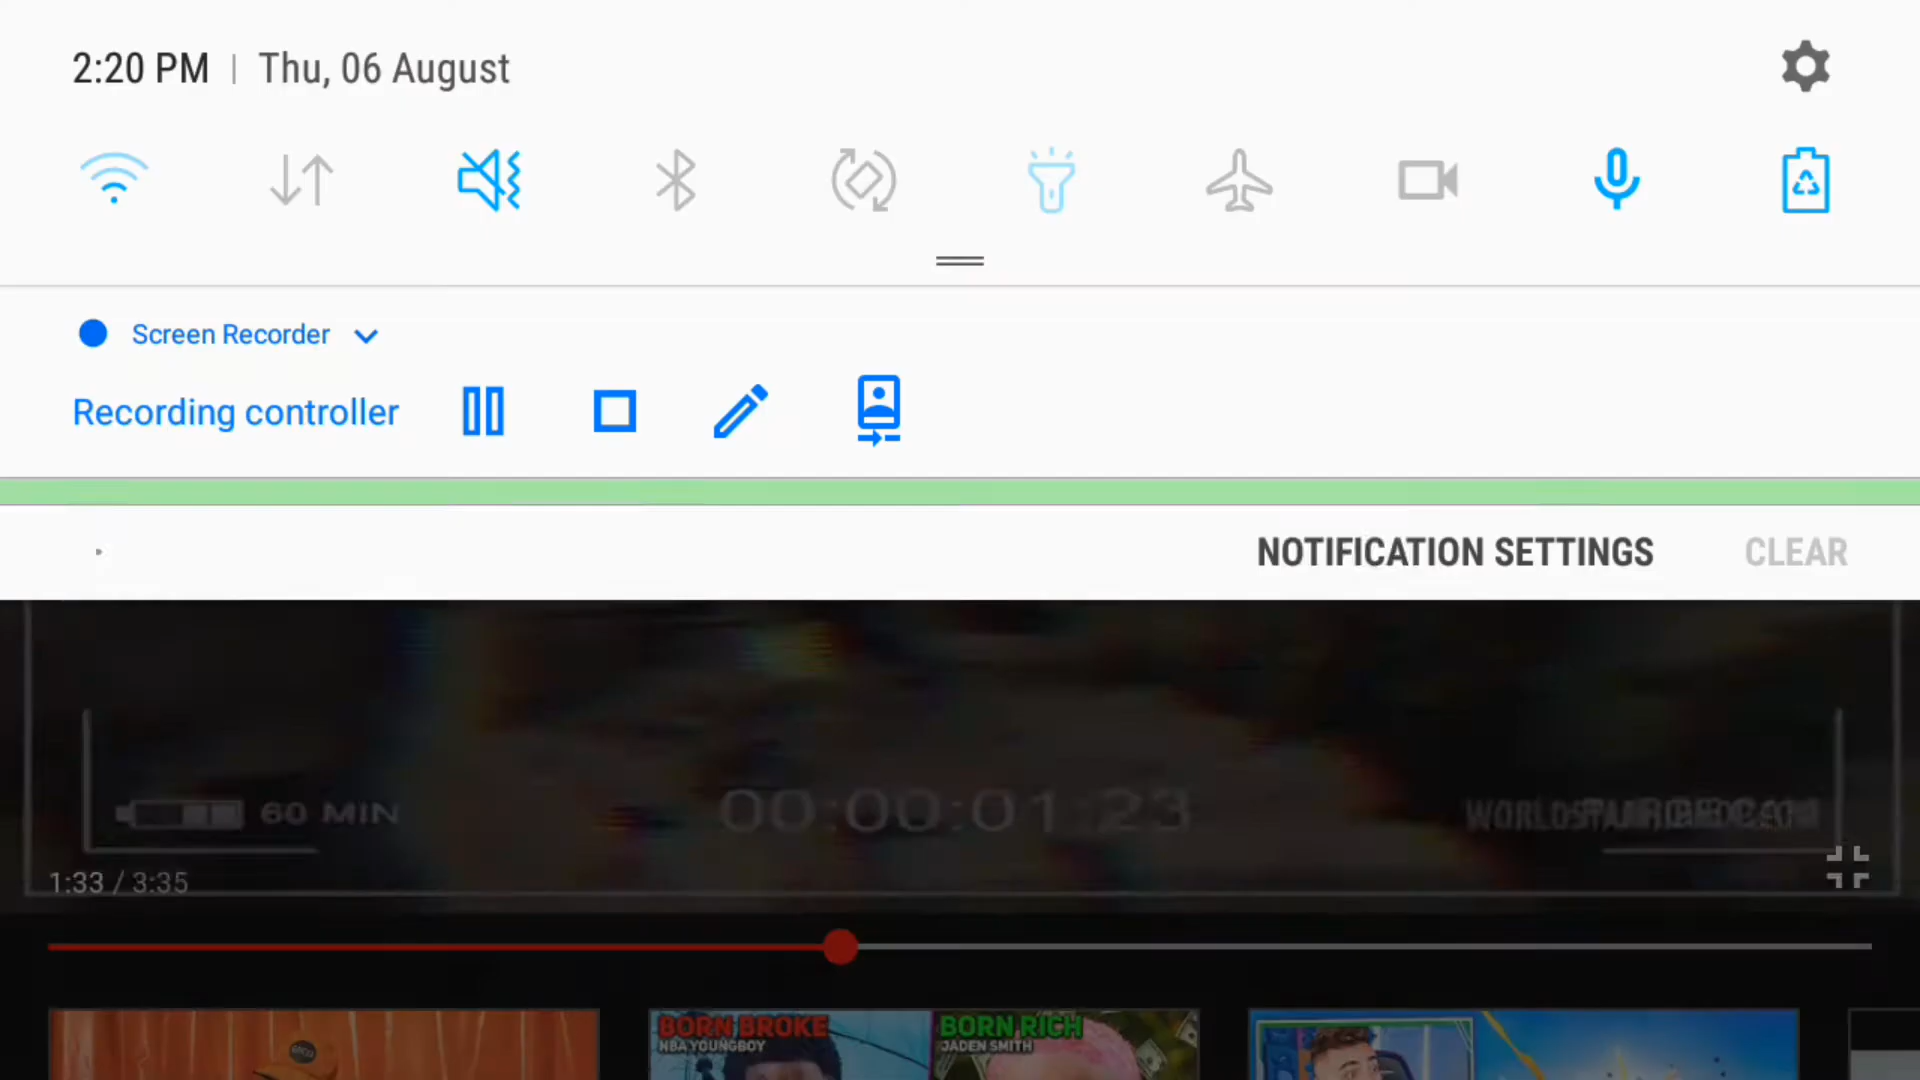 2:20 PM | Thu, 06 August
Screen Recorder
Recording controller
NOTIFICATION SETTINGS CLEAR
60 MIN 00:00:01:23
1:33 / 3:35
BORN BROKE BORN RICH
NBA YOUNGBOY JADEN SMITH